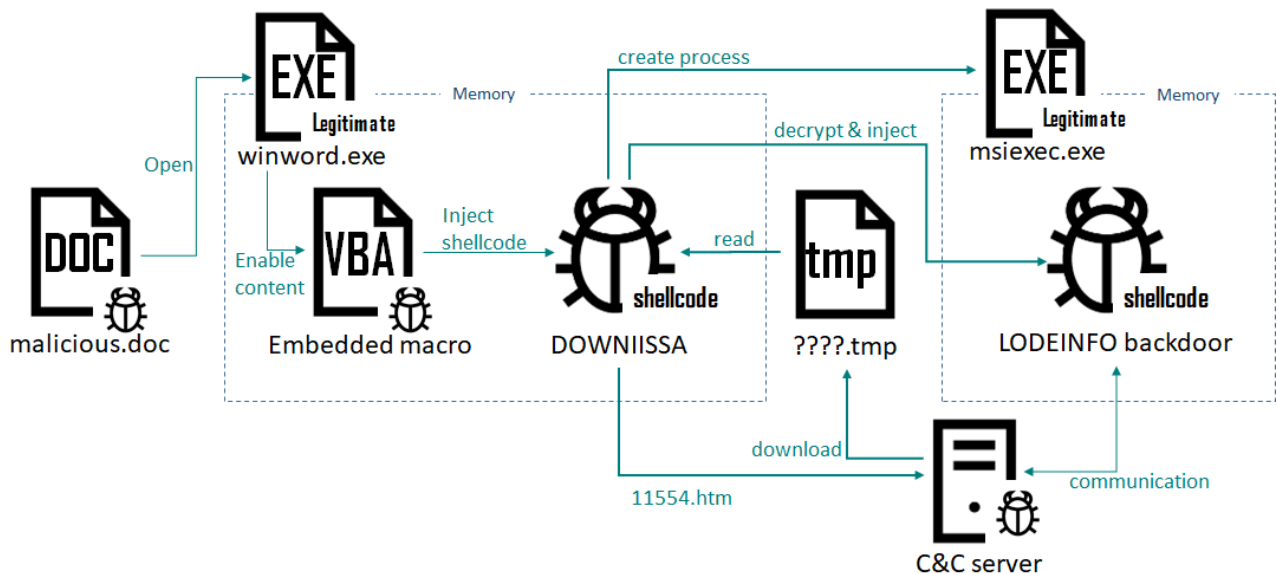 EXE
Legitimate
winword.exe
Memory
create process
EXE
Legitimate
msiexec.exe
Memory
decrypt & inject
Open
DOC
malicious.doc
Enable
content
VBA
Embedded macro
Inject
shellcode
shellcode
DOWNIISSA
read
tmp
????.tmp
shellcode
LODEINFO backdoor
download
11554.htm
communication
C&C server